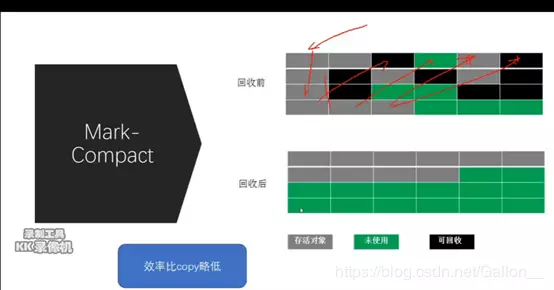 Mark-
Compact
回收前
回收后
录制工具
KK录像机
效率比copy略低
存活对象
未使用
可回收
https://blog.csdn.net/Gallon__